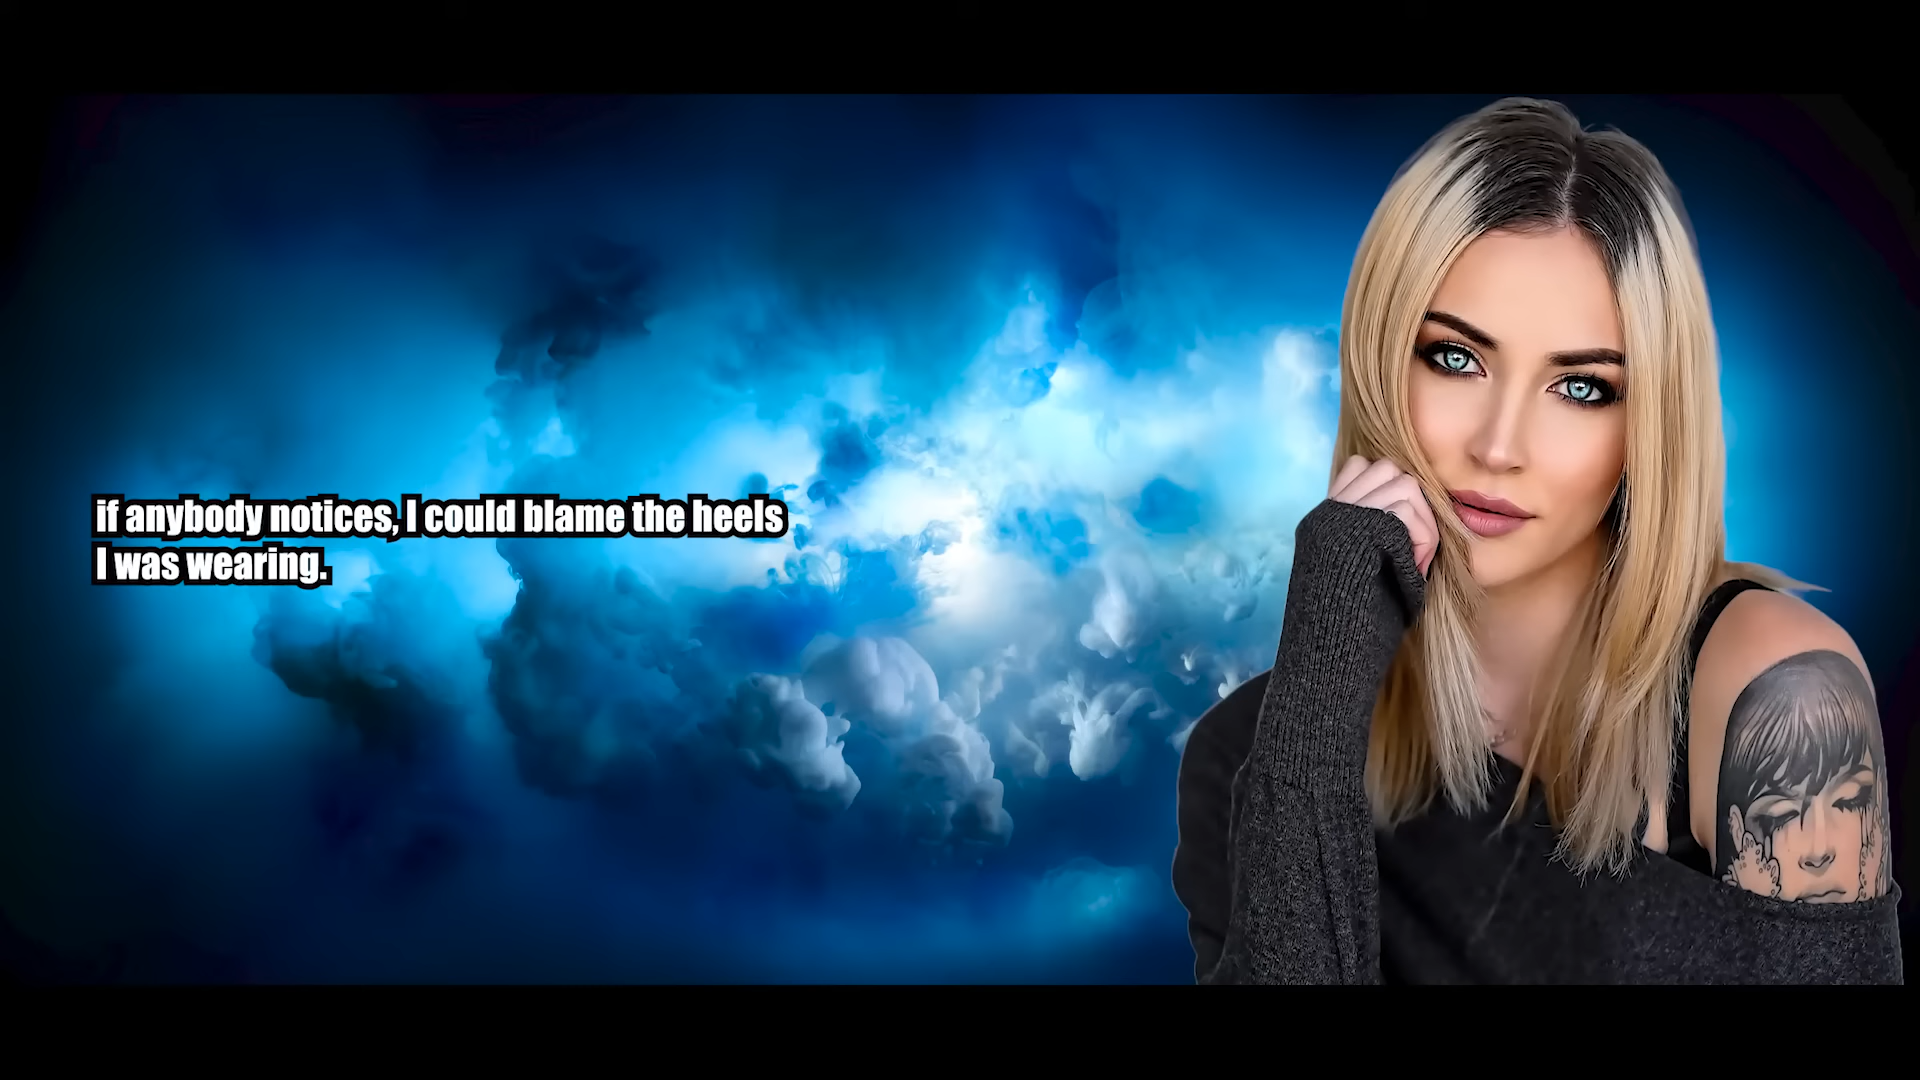 if anybody notices, I could blame the heels
I was wearing.